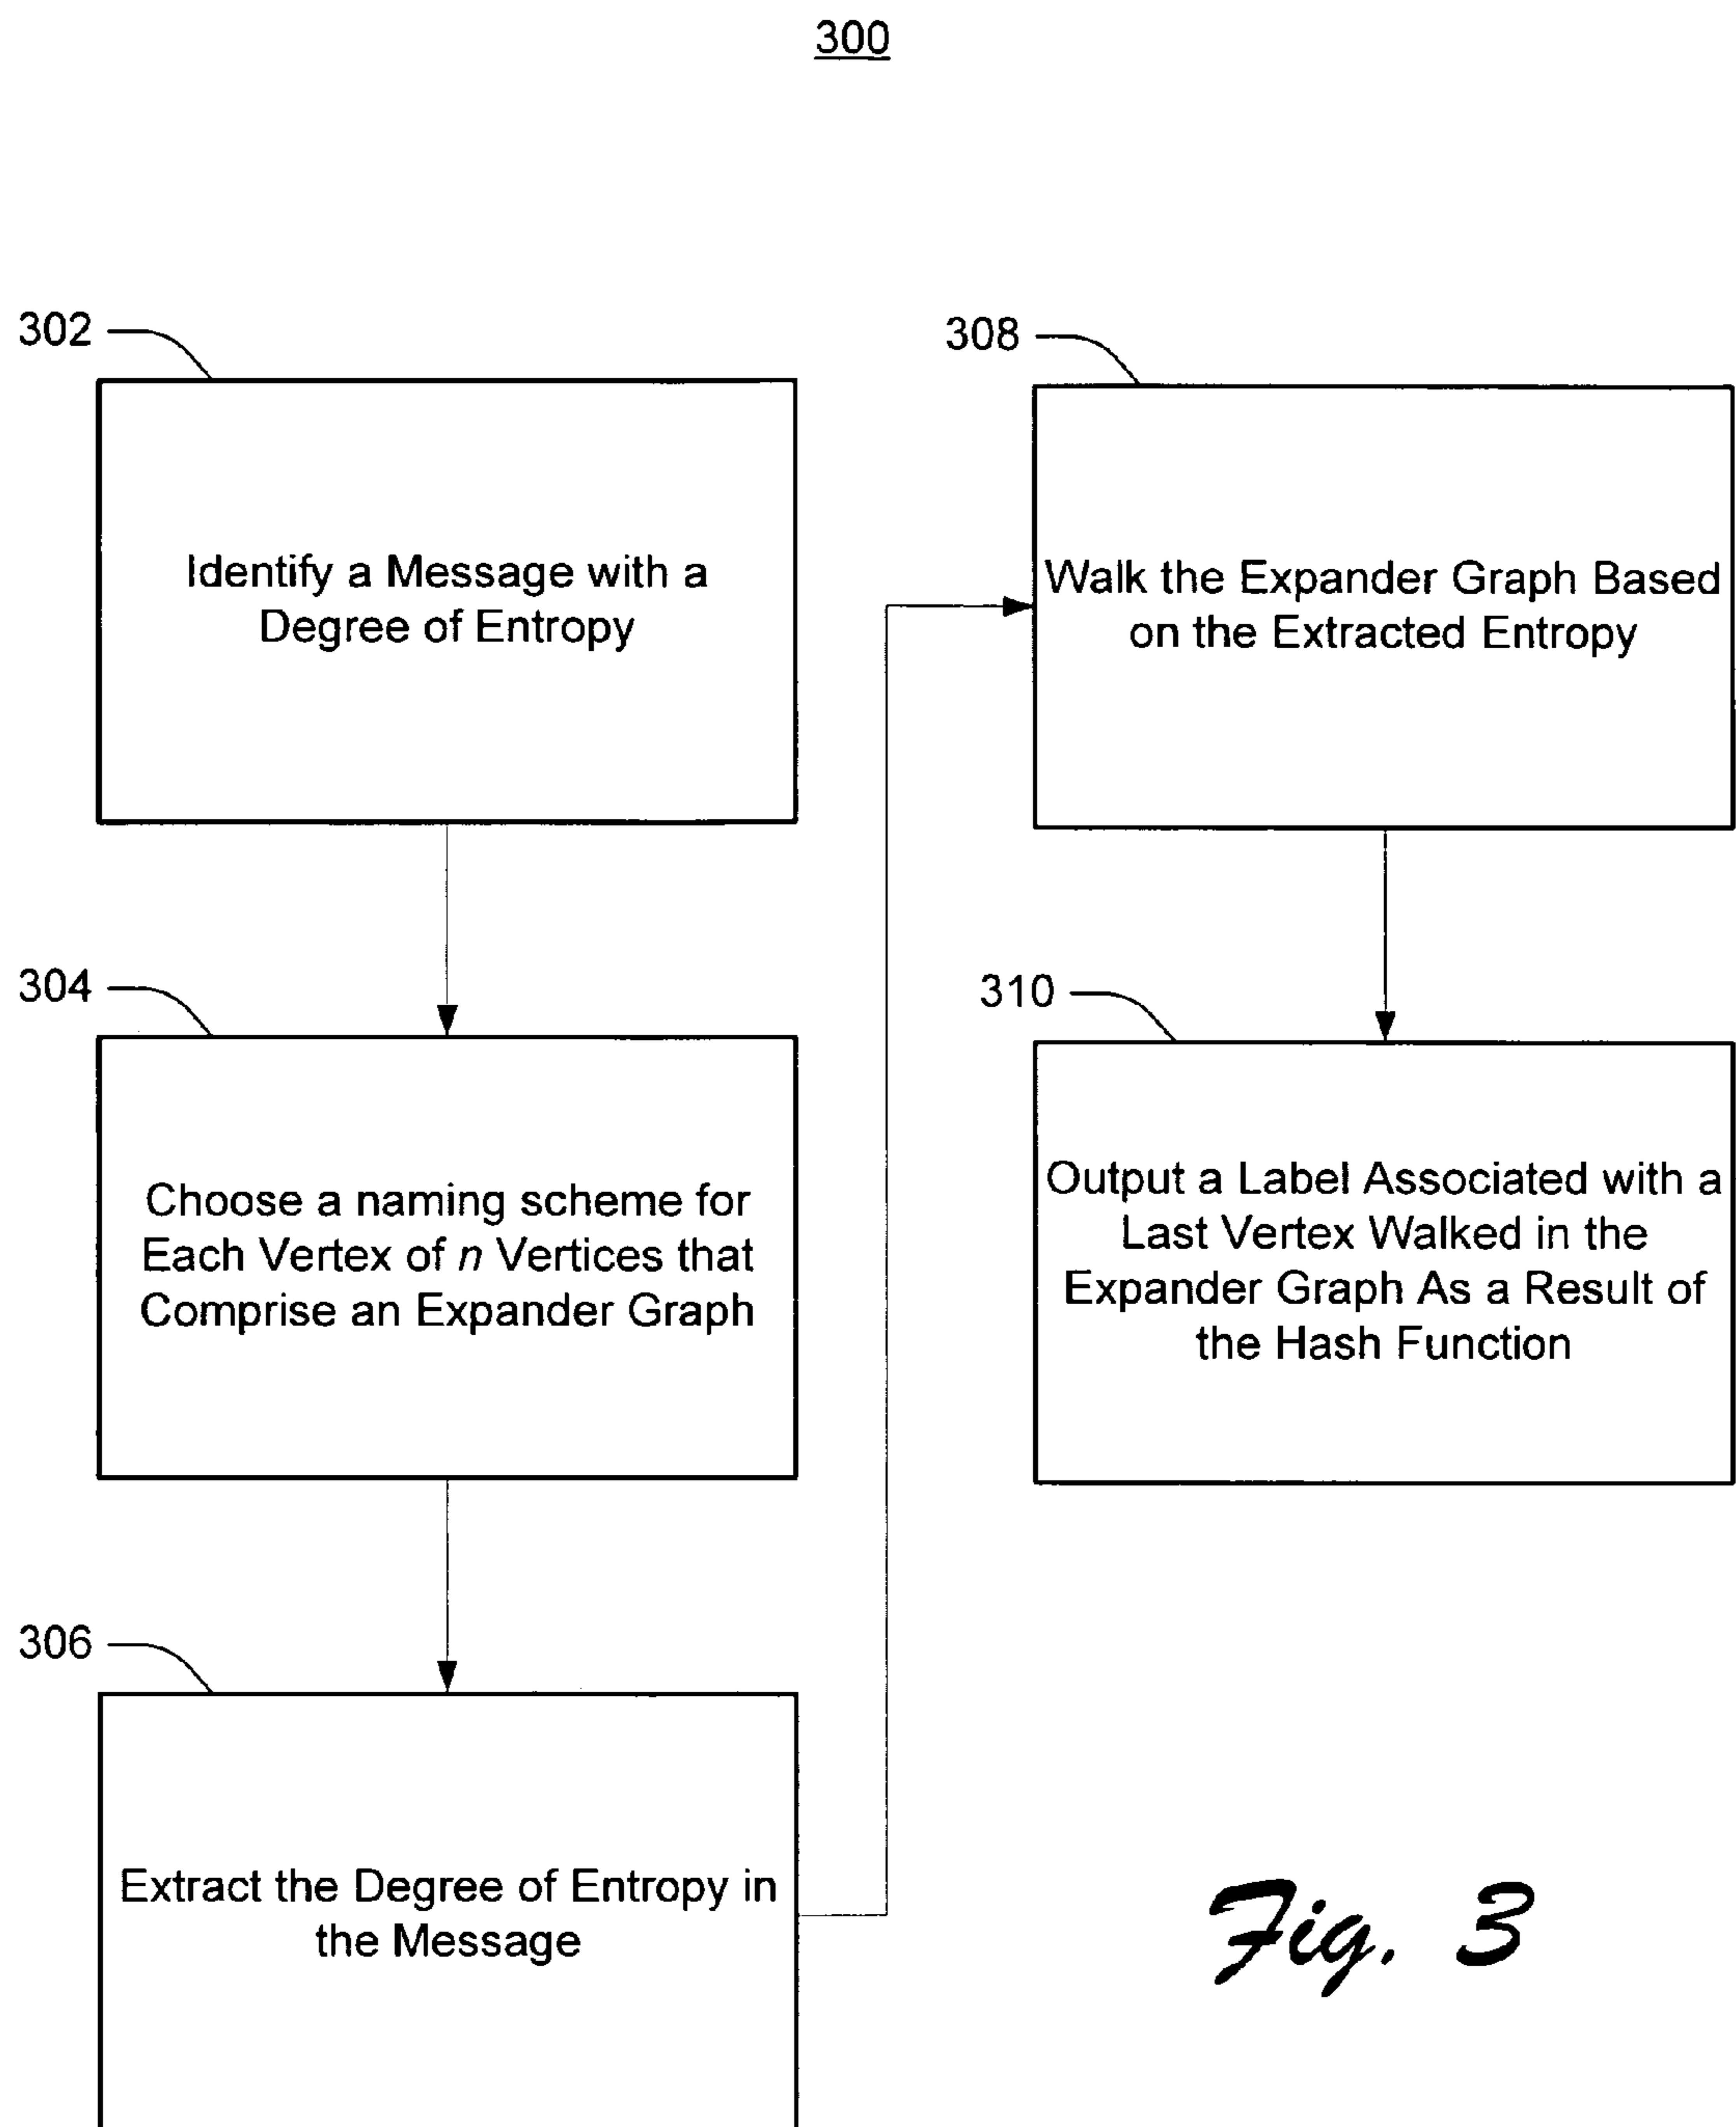 300
302
Identify a Message with a
Degree of Entropy
304
Choose a naming scheme for
Each Vertex of n Vertices that
Comprise an Expander Graph
306
Extract the Degree of Entropy in
the Message
308
Walk the Expander Graph Based
on the Extracted Entropy
310
Output a Label Associated with a
Last Vertex Walked in the
Expander Graph As a Result of
the Hash Function
Fig. 3